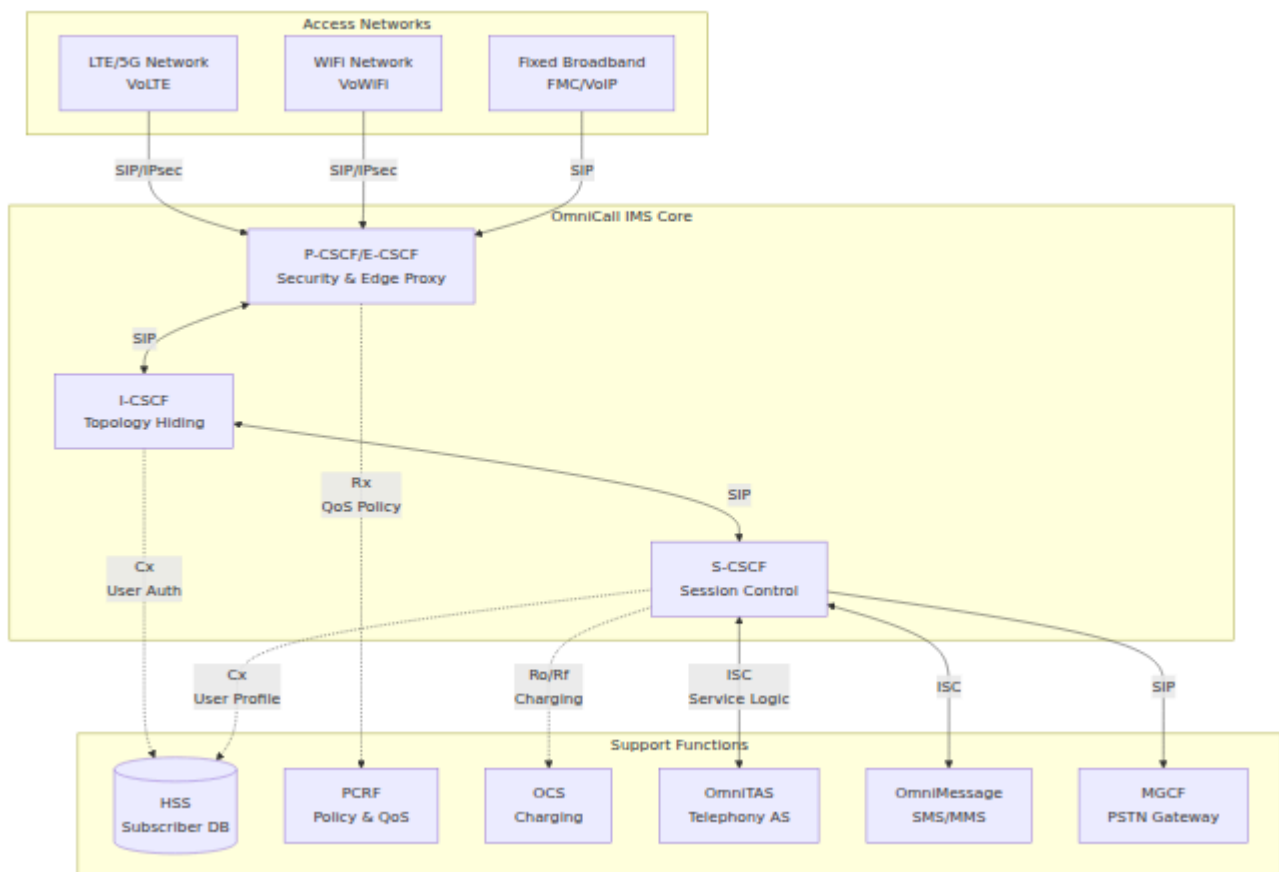 Access Networks
LTE/5G Network
VoLTE
WiFi Network
VoWiFi
Fixed Broadband
FMC/VoIP
SIP/IPsec
SIP/IPsec
SIP
OmniCall IMS Core
P-CSCF/E-CSCF
Security & Edge Proxy
SIP
I-CSCF
Topology Hiding
Rx
QoS Policy
SIP
Cx
User Auth
S-CSCF
Session Control
Cx
User Profile
Ro/Rf
Charging
ISC
Service Logic
ISC
SIP
Support Functions
HSS
Subscriber DB
PCRF
Policy & QoS
OCS
Charging
OmniTAS
Telephony AS
OmniMessage
SMS/MMS
MGCF
PSTN Gateway